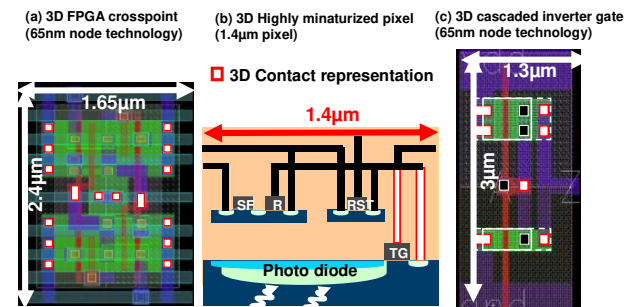 (a) 3D FPGA crosspoint
(65nm node technology)
(b) 3D Highly minaturized pixel
(1.4µm pixel)
(c) 3D cascaded inverter gate
(65nm node technology)
3D Contact representation
1.65µm
2.4µm
1.4µm
SF R RST
TG
Photo diode
1.3µm
3µm